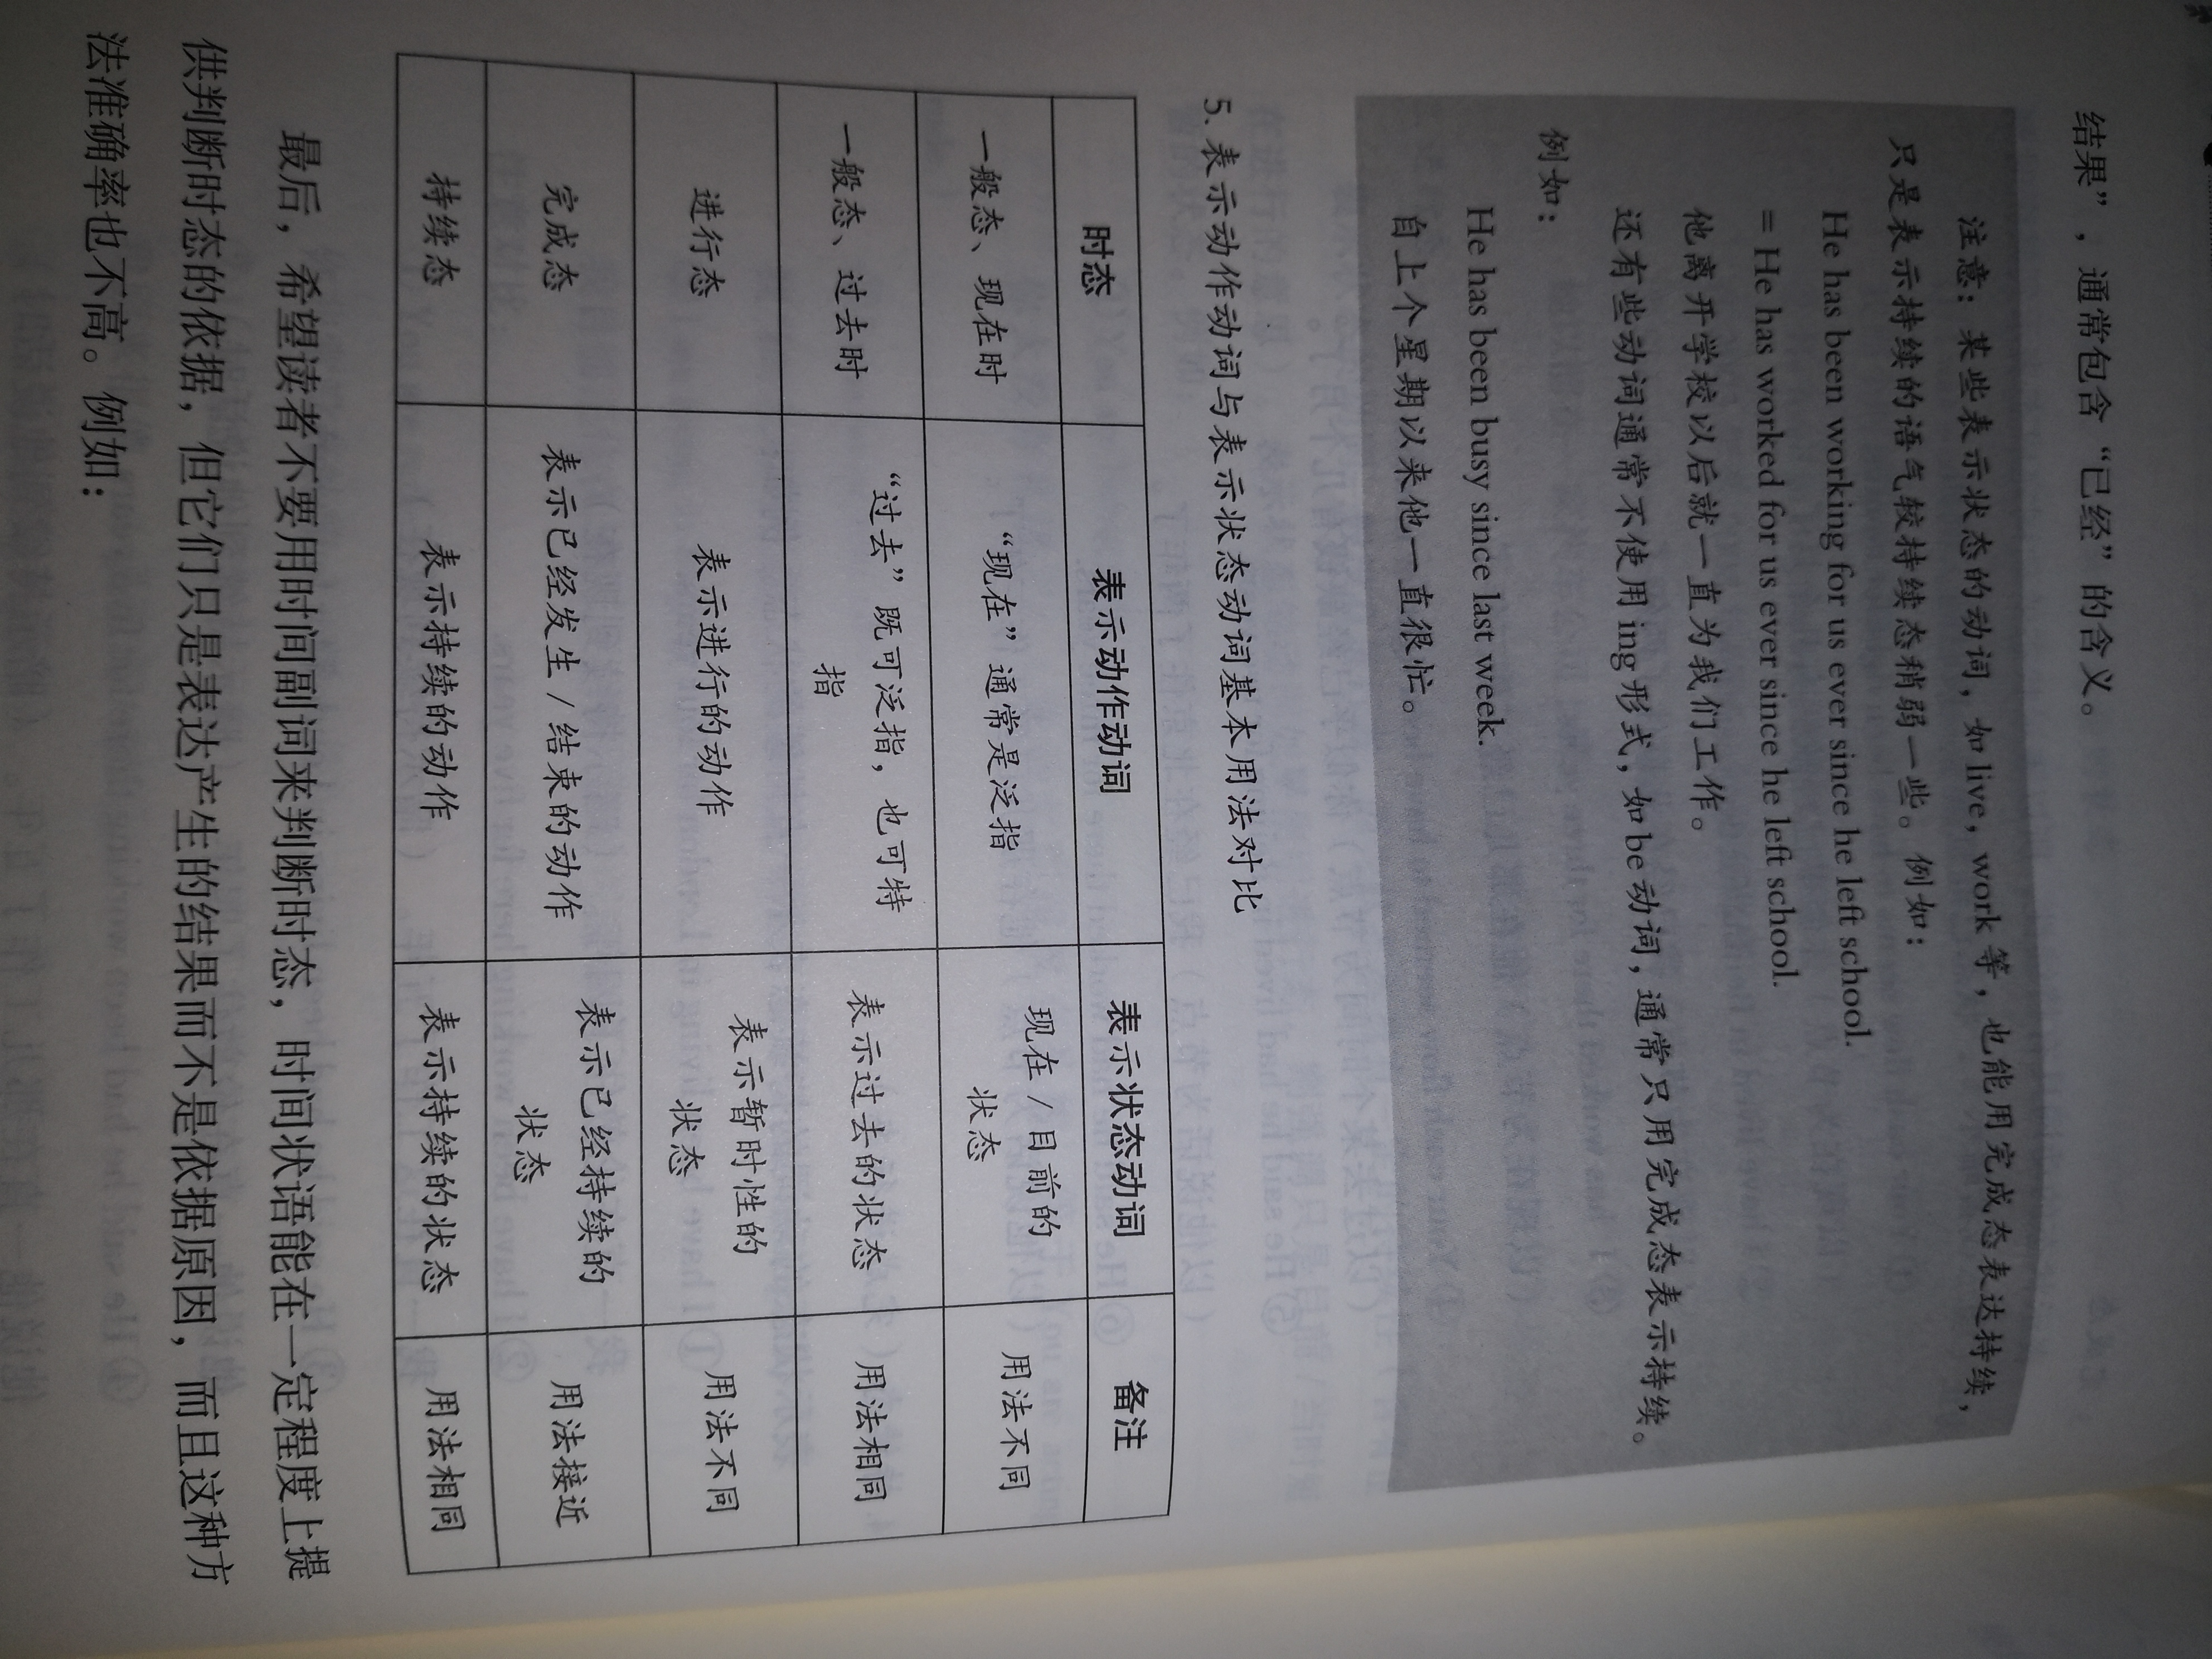 结果”，通常包含“已经”的含义。
注意：某些表示状态的动词，如 live，work 等，也能用完成态表达持续，
只是表示持续的语气较持续态稍弱一些。例如：
He has been working for us ever since he left school.
= He has worked for us ever since he left school.
他离开学校以后就一直为我们工作。
还有些动词通常不使用 ing 形式，如 be 动词，通常只用完成态表示持续。
例如：
He has been busy since last week.
自上个星期以来他一直很忙。
5. 表示动作动词与表示状态动词基本用法对比
时态 表示动作动词 表示状态动词 备注
一般态、现在时 “现在”通常是泛指 现在 / 目前的
状态 用法不同
一般态、过去时 “过去”既可泛指，也可特
指 表示过去的状态 用法相同
进行态 表示进行的动作 表示暂时性的
状态 用法不同
完成态 表示已经发生 / 结束的动作 表示已经持续的
状态 用法接近
持续态 表示持续的动作 表示持续的状态 用法相同
最后，希望读者不要用时间副词来判断时态，时间状语能在一定程度上提
供判断时态的依据，但它们只是表达产生的结果而不是依据原因，而且这种方
法准确率也不高。例如：